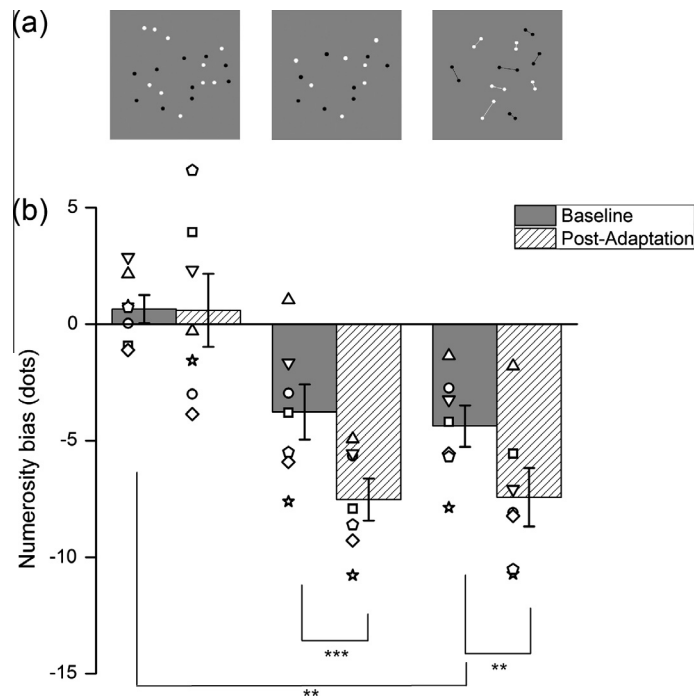 (a)
(b)
5
Baseline
Post-Adaptation
0
-5
-10
-15
Numerosity bias (dots)
***
**
**